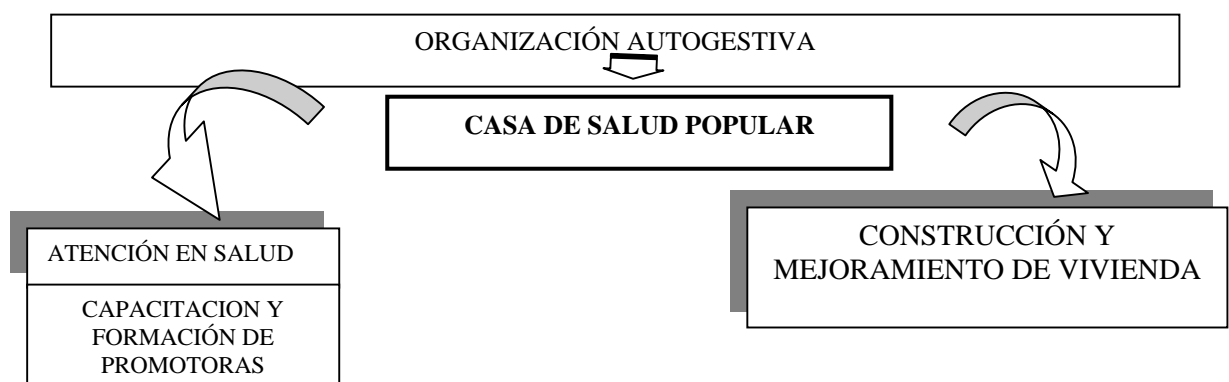 ORGANIZACIÓN AUTOGESTIVA
CASA DE SALUD POPULAR
ATENCIÓN EN SALUD
CAPACITACION Y
FORMACIÓN DE
PROMOTORAS
CONSTRUCCIÓN Y
MEJORAMIENTO DE VIVIENDA